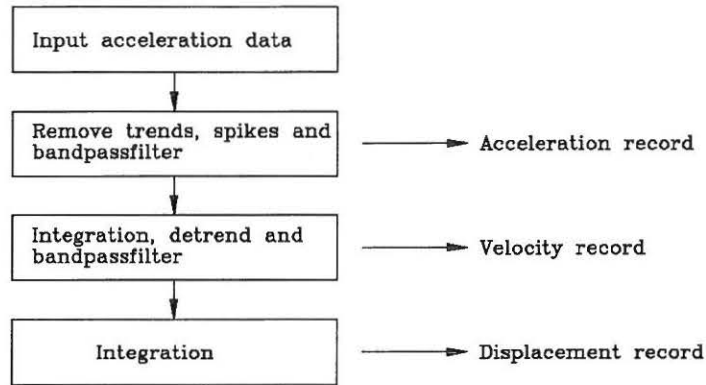 Input acceleration data
Remove trends, spikes and
bandpassfilter
Acceleration record
Integration, detrend and
bandpassfilter
Velocity record
Integration
Displacement record